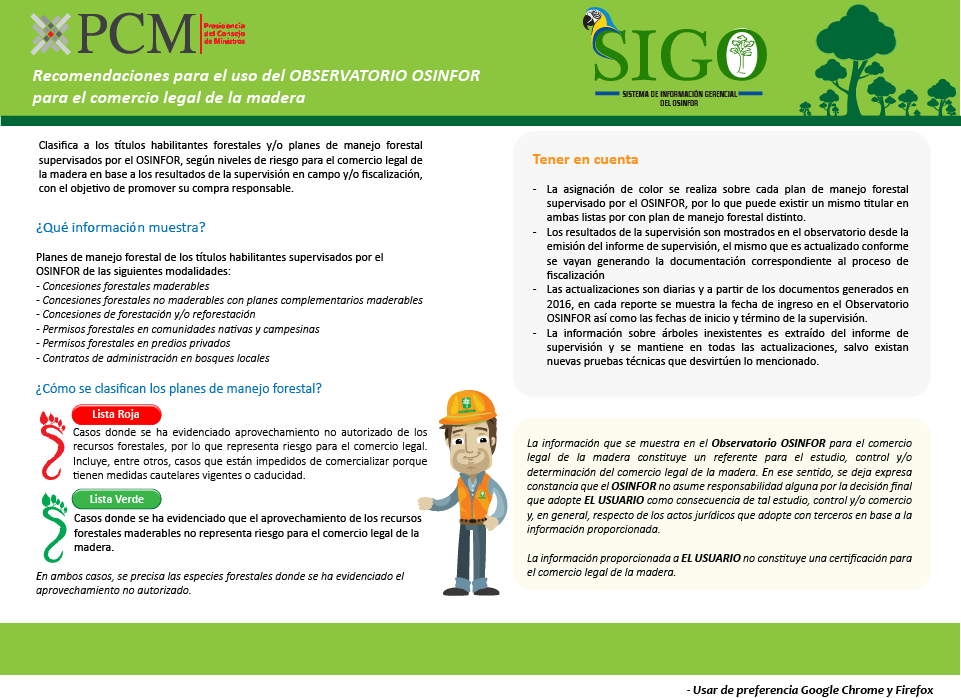 PCM
Presidencia
del Consejo
de Ministros
Recomendaciones para el uso del OBSERVATORIO OSINFOR
para el comercio legal de la madera
SIGO
SISTEMA DE INFORMACIÓN GERENCIAL
DEL OSINFOR
Clasifica a los títulos habilitantes forestales y/o planes de manejo forestal
supervisados por el OSINFOR, según niveles de riesgo para el comercio legal de
la madera en base a los resultados de la supervisión en campo y/o fiscalización,
con el objetivo de promover su compra responsable.
¿Qué información muestra?
Planes de manejo forestal de los títulos habilitantes supervisados por el
OSINFOR de las siguientes modalidades:
- Concesiones forestales maderables
- Concesiones forestales no maderables con planes complementarios maderables
- Concesiones de forestación y/o reforestación
- Permisos forestales en comunidades nativas y campesinas
- Permisos forestales en predios privados
- Contratos de administración en bosques locales
¿Cómo se clasifican los planes de manejo forestal?
Lista Roja
Casos donde se ha evidenciado aprovechamiento no autorizado de los
recursos forestales, por lo que representa riesgo para el comercio legal.
Incluye, entre otros, casos que están impedidos de comercializar porque
tienen medidas cautelares vigentes o caducidad.
Lista Verde
Casos donde se ha evidenciado que el aprovechamiento de los recursos
forestales maderables no representa riesgo para el comercio legal de la
madera.
En ambos casos, se precisa las especies forestales donde se ha evidenciado el
aprovechamiento no autorizado.
Tener en cuenta
- La asignación de color se realiza sobre cada plan de manejo forestal
supervisado por el OSINFOR, por lo que puede existir un mismo titular en
ambas listas por con plan de manejo forestal distinto.
- Los resultados de la supervisión son mostrados en el observatorio desde la
emisión del informe de supervisión, el mismo que es actualizado conforme
se vayan generando la documentación correspondiente al proceso de
fiscalización
- Las actualizaciones son diarias y a partir de los documentos generados en
2016, en cada reporte se muestra la fecha de ingreso en el Observatorio
OSINFOR así como las fechas de inicio y término de la supervisión.
- La información sobre árboles inexistentes es extraído del informe de
supervisión y se mantiene en todas las actualizaciones, salvo existan
nuevas pruebas técnicas que desvirtúen lo mencionado.
La información que se muestra en el Observatorio OSINFOR para el comercio
legal de la madera constituye un referente para el estudio, control y/o
determinación del comercio legal de la madera. En ese sentido, se deja expresa
constancia que el OSINFOR no asume responsabilidad alguna por la decisión final
que adopte EL USUARIO como consecuencia de tal estudio, control y/o comercio
y, en general, respecto de los actos jurídicos que adopte con terceros en base a la
información proporcionada.
La información proporcionada a EL USUARIO no constituye una certificación para
el comercio legal de la madera.
- Usar de preferencia Google Chrome y Firefox